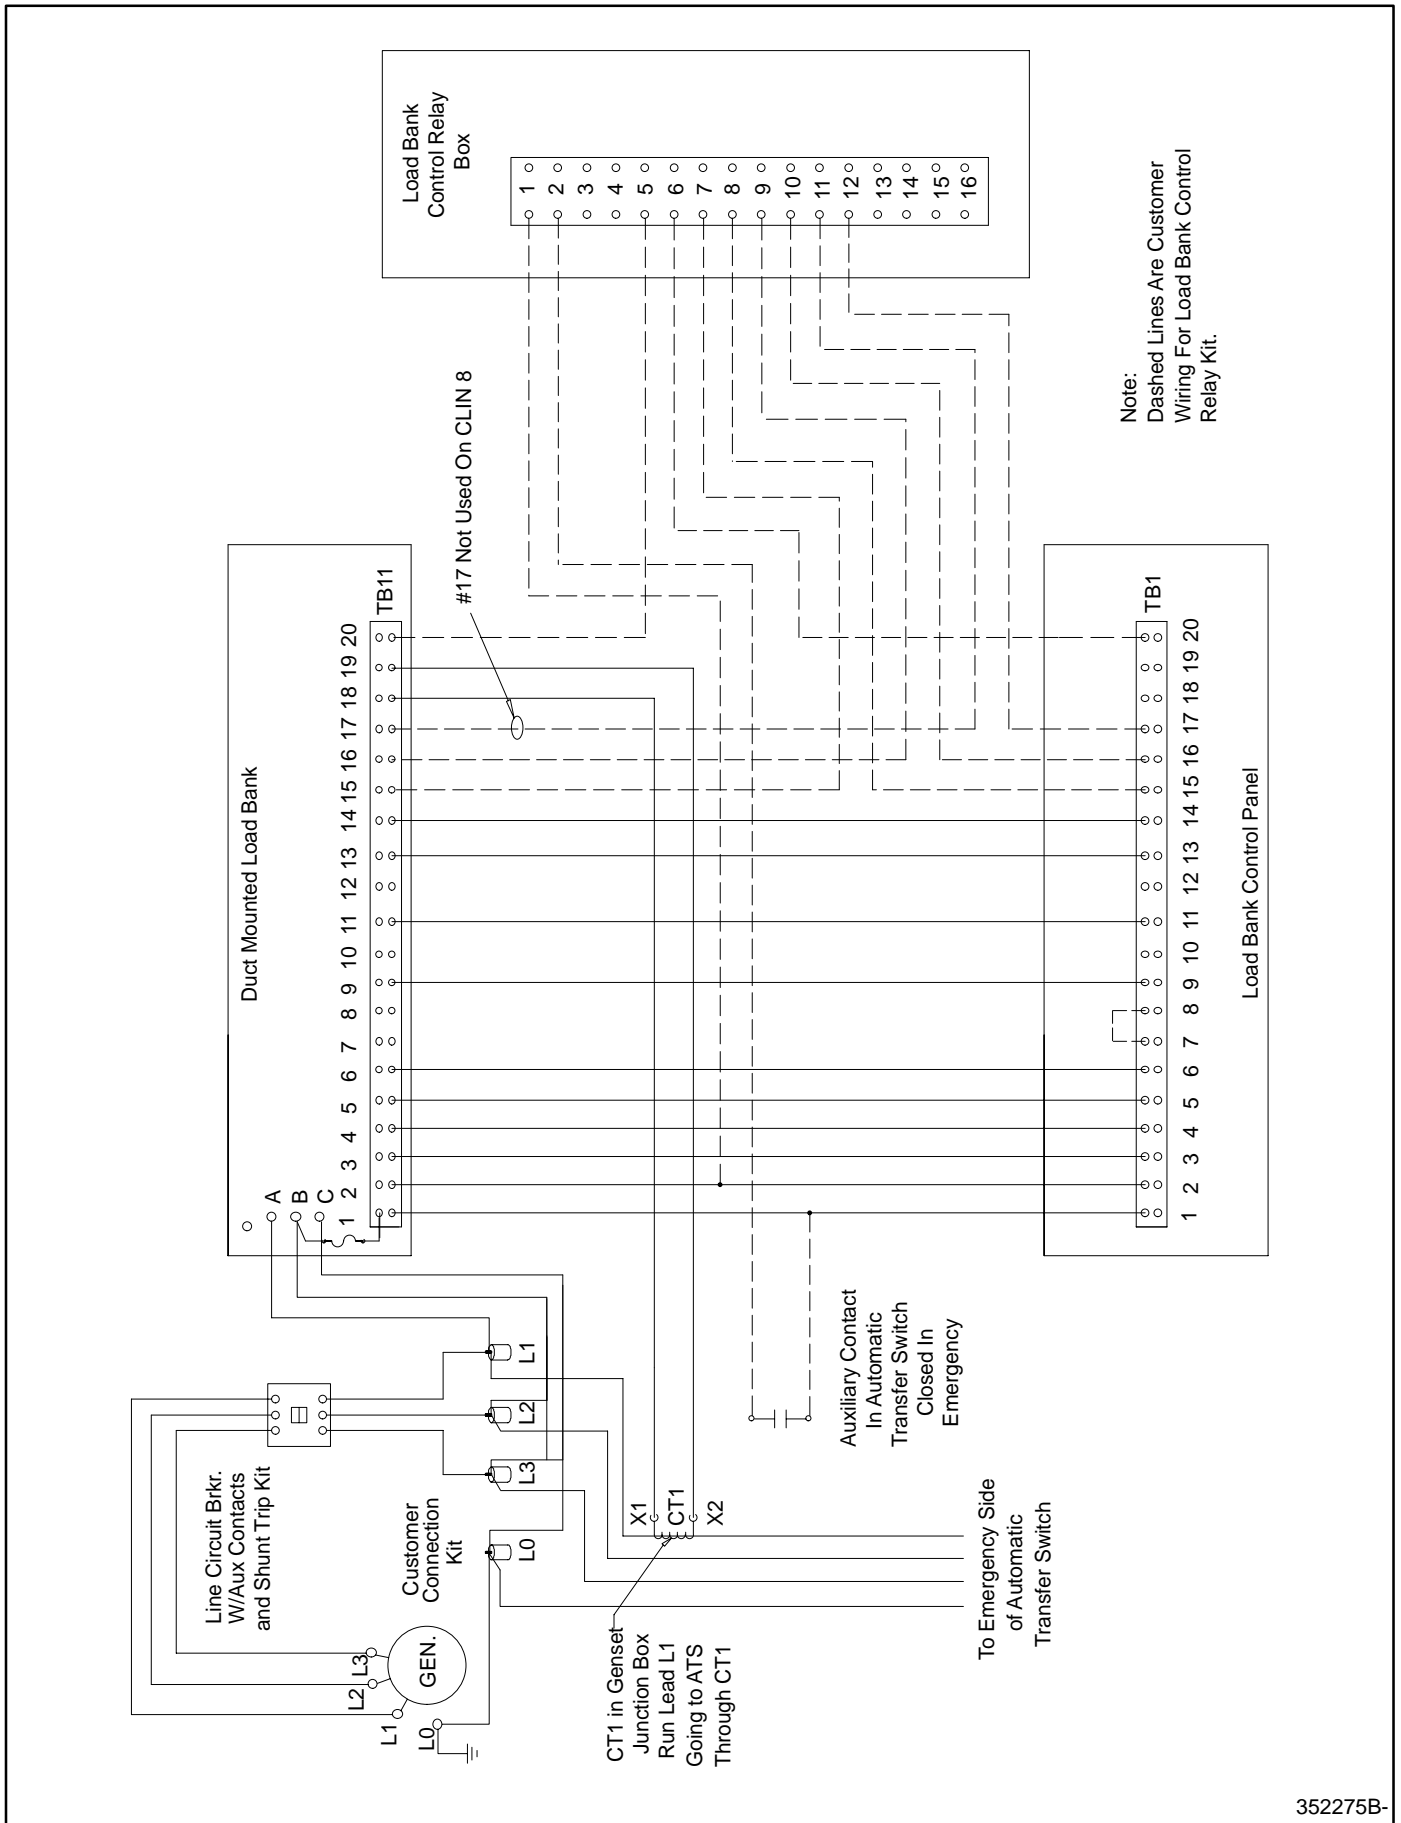 Load Bank
Control Relay
Box
1
2
3
4
5
6
7
8
9
10
11
12
13
14
15
16
Note:
Dashed Lines Are Customer
Wiring For Load Bank Control
Relay Kit.
#17 Not Used On CLIN 8
Duct Mounted Load Bank
A
B
C
1 2 3 4 5 6 7 8 9 10 11 12 13 14 15 16 17 18 19 20
TB11
TB1
1 2 3 4 5 6 7 8 9 10 11 12 13 14 15 16 17 18 19 20
Load Bank Control Panel
Line Circuit Brkr.
W/Aux Contacts
and Shunt Trip Kit
L1
L2
L3
L0
GEN.
Customer
Connection
Kit
L0
L3
L2
L1
X1
CT1
X2
CT1 in Genset
Junction Box
Run Lead L1
Going to ATS
Through CT1
Auxiliary Contact
In Automatic
Transfer Switch
Closed In
Emergency
To Emergency Side
of Automatic
Transfer Switch
352275B-